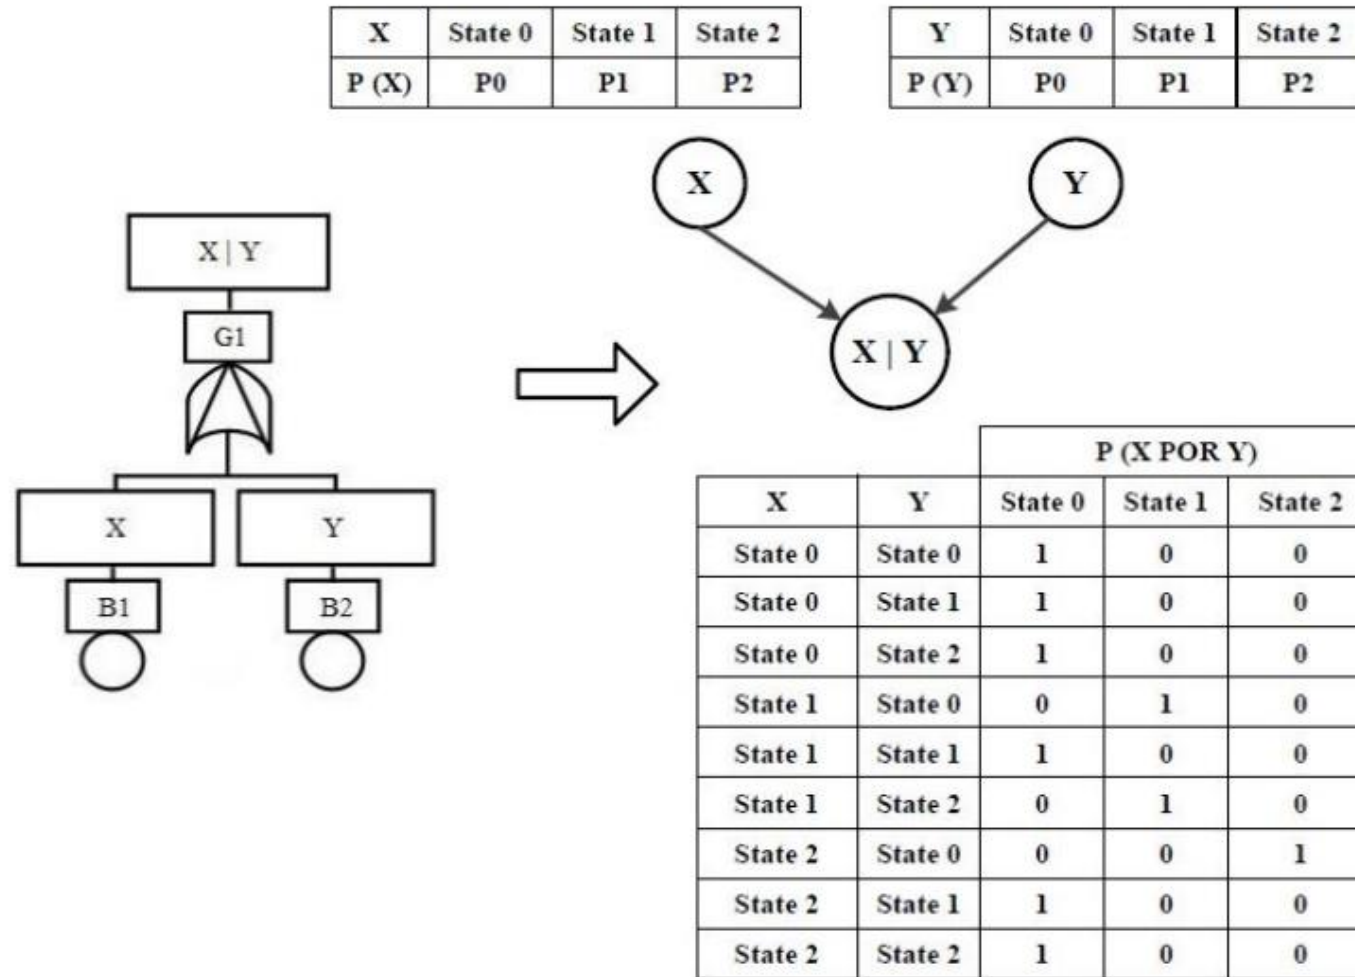 X State 0 State 1 State 2
P (X) P0 P1 P2
Y State 0 State 1 State 2
P (Y) P0 P1 P2
X
Y
X | Y
X | Y
G1
X
Y
B1
B2
P (X POR Y)
X Y State 0 State 1 State 2
State 0 State 0 1 0 0
State 0 State 1 1 0 0
State 0 State 2 1 0 0
State 1 State 0 0 1 0
State 1 State 1 1 0 0
State 1 State 2 0 1 0
State 2 State 0 0 0 1
State 2 State 1 1 0 0
State 2 State 2 1 0 0